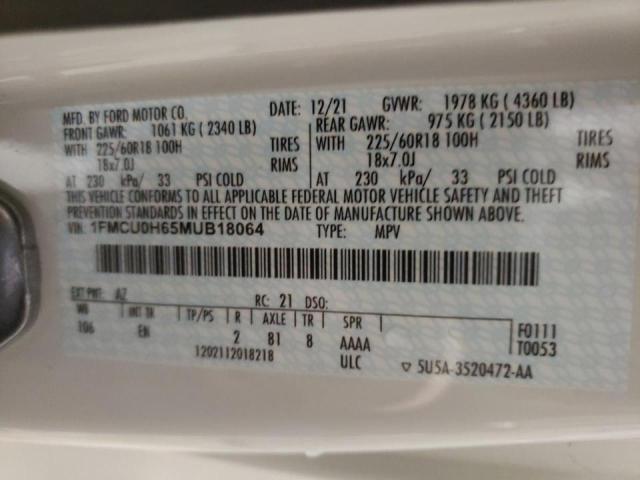 MFD. BY FORD MOTOR CO. DATE: 12/21 GVWR: 1978 KG ( 4360 LB)
FRONT GAWR: 1061 KG ( 2340 LB) REAR GAWR: 975 KG ( 2150 LB)
WITH 225/60R18 100H TIRES WITH 225/60R18 100H TIRES
18x7.0J RIMS 18x7.0J RIMS
AT 230 kPa/ 33 PSI COLD AT 230 kPa/ 33 PSI COLD
THIS VEHICLE CONFORMS TO ALL APPLICABLE FEDERAL MOTOR VEHICLE SAFETY AND THEFT
PREVENTION STANDARDS IN EFFECT ON THE DATE OF MANUFACTURE SHOWN ABOVE.
VIN: 1FMCU0H65MUB18064 TYPE: MPV
EXT PNT: AZ RC: 21 DSO:
WB INT TR TP/PS R AXLE TR SPR
106 EN 2 81 8 AAAA
1202112018218 ULC
F0111
T0053
▽ 5U5A-3520472-AA